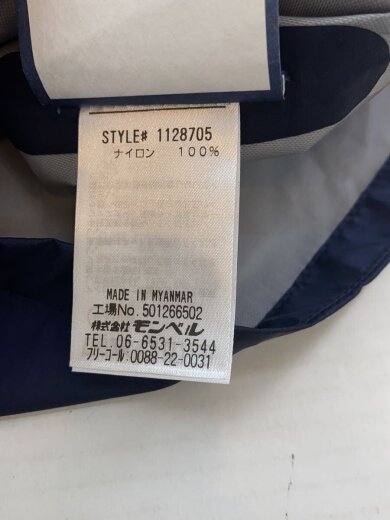 STYLE# 1128705
ナイロン 100%
MADE IN MYANMAR
工場No.501266502
株式会社 モンベル
TEL.06-6531-3544
フリーコール:0088-22-0031